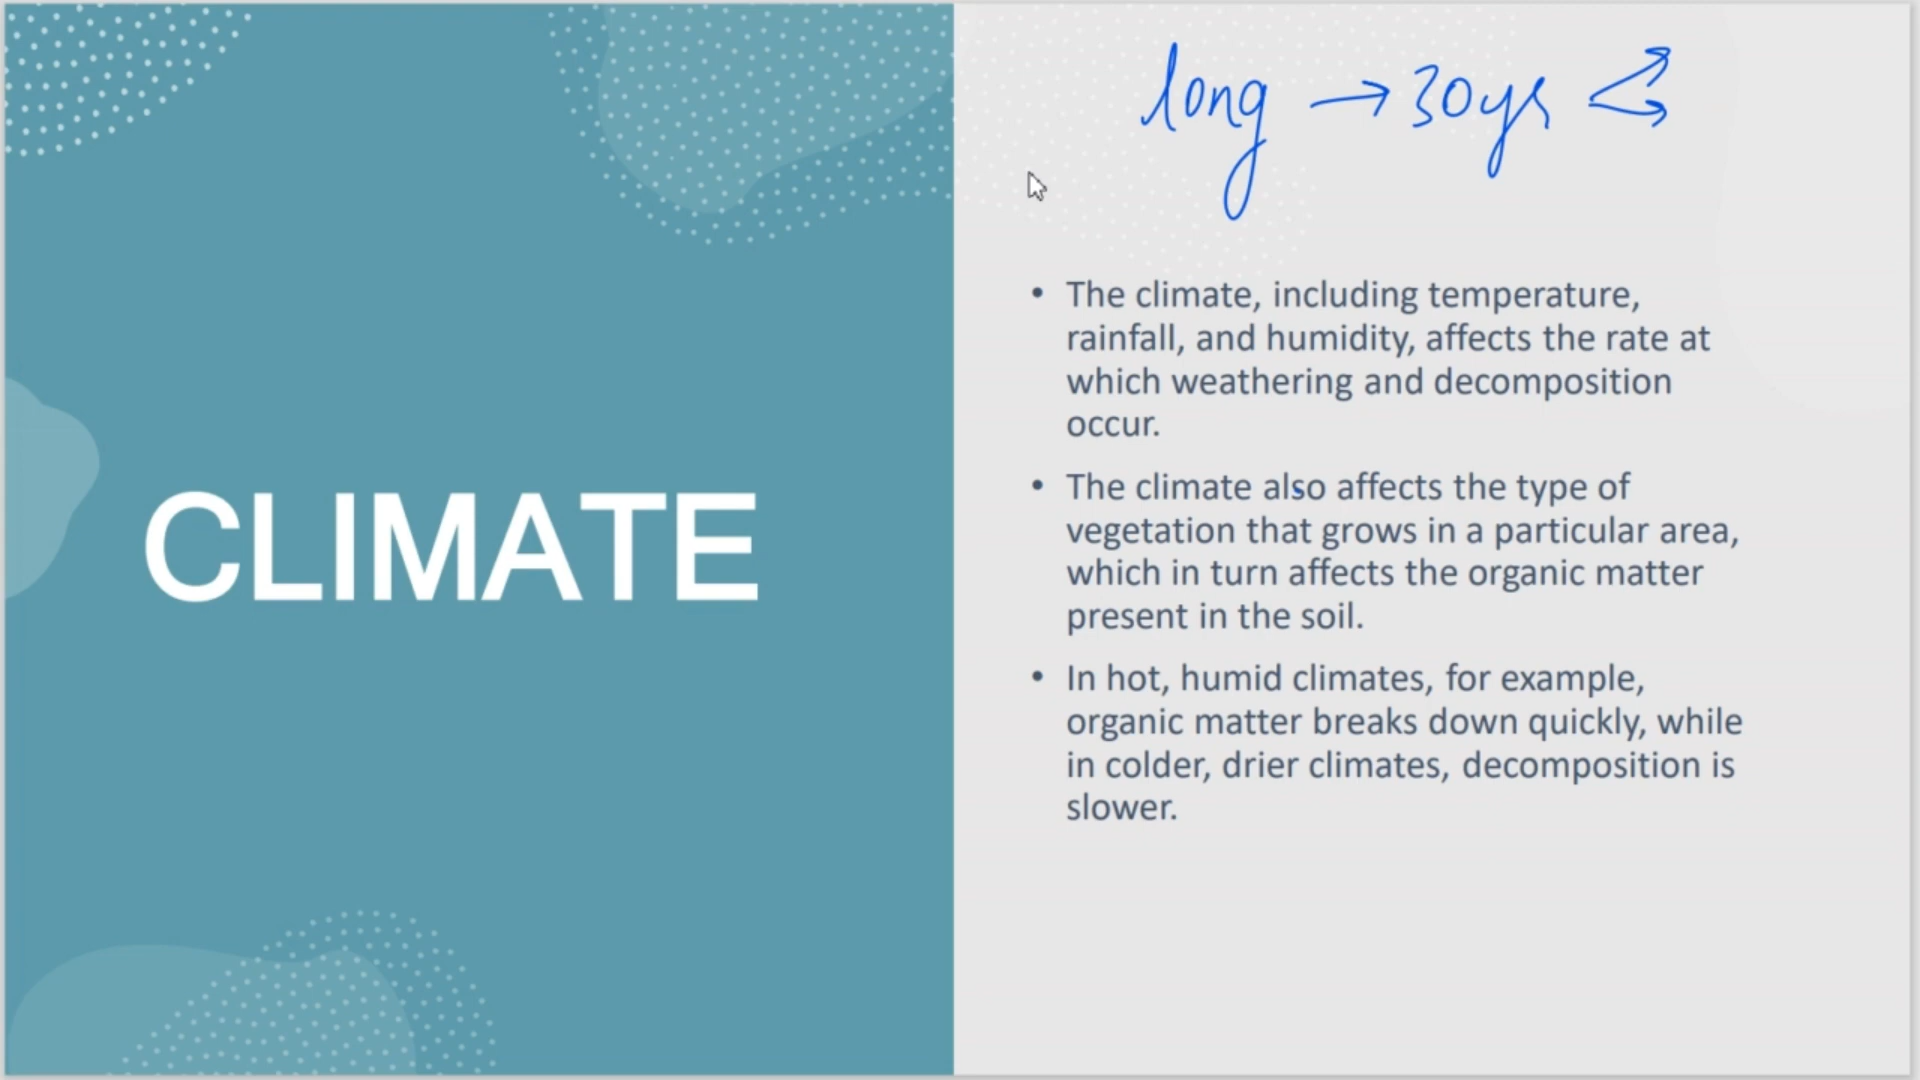 long → 30 yrs
CLIMATE
• The climate, including temperature,
rainfall, and humidity, affects the rate at
which weathering and decomposition
occur.
• The climate also affects the type of
vegetation that grows in a particular area,
which in turn affects the organic matter
present in the soil.
• In hot, humid climates, for example,
organic matter breaks down quickly, while
in colder, drier climates, decomposition is
slower.